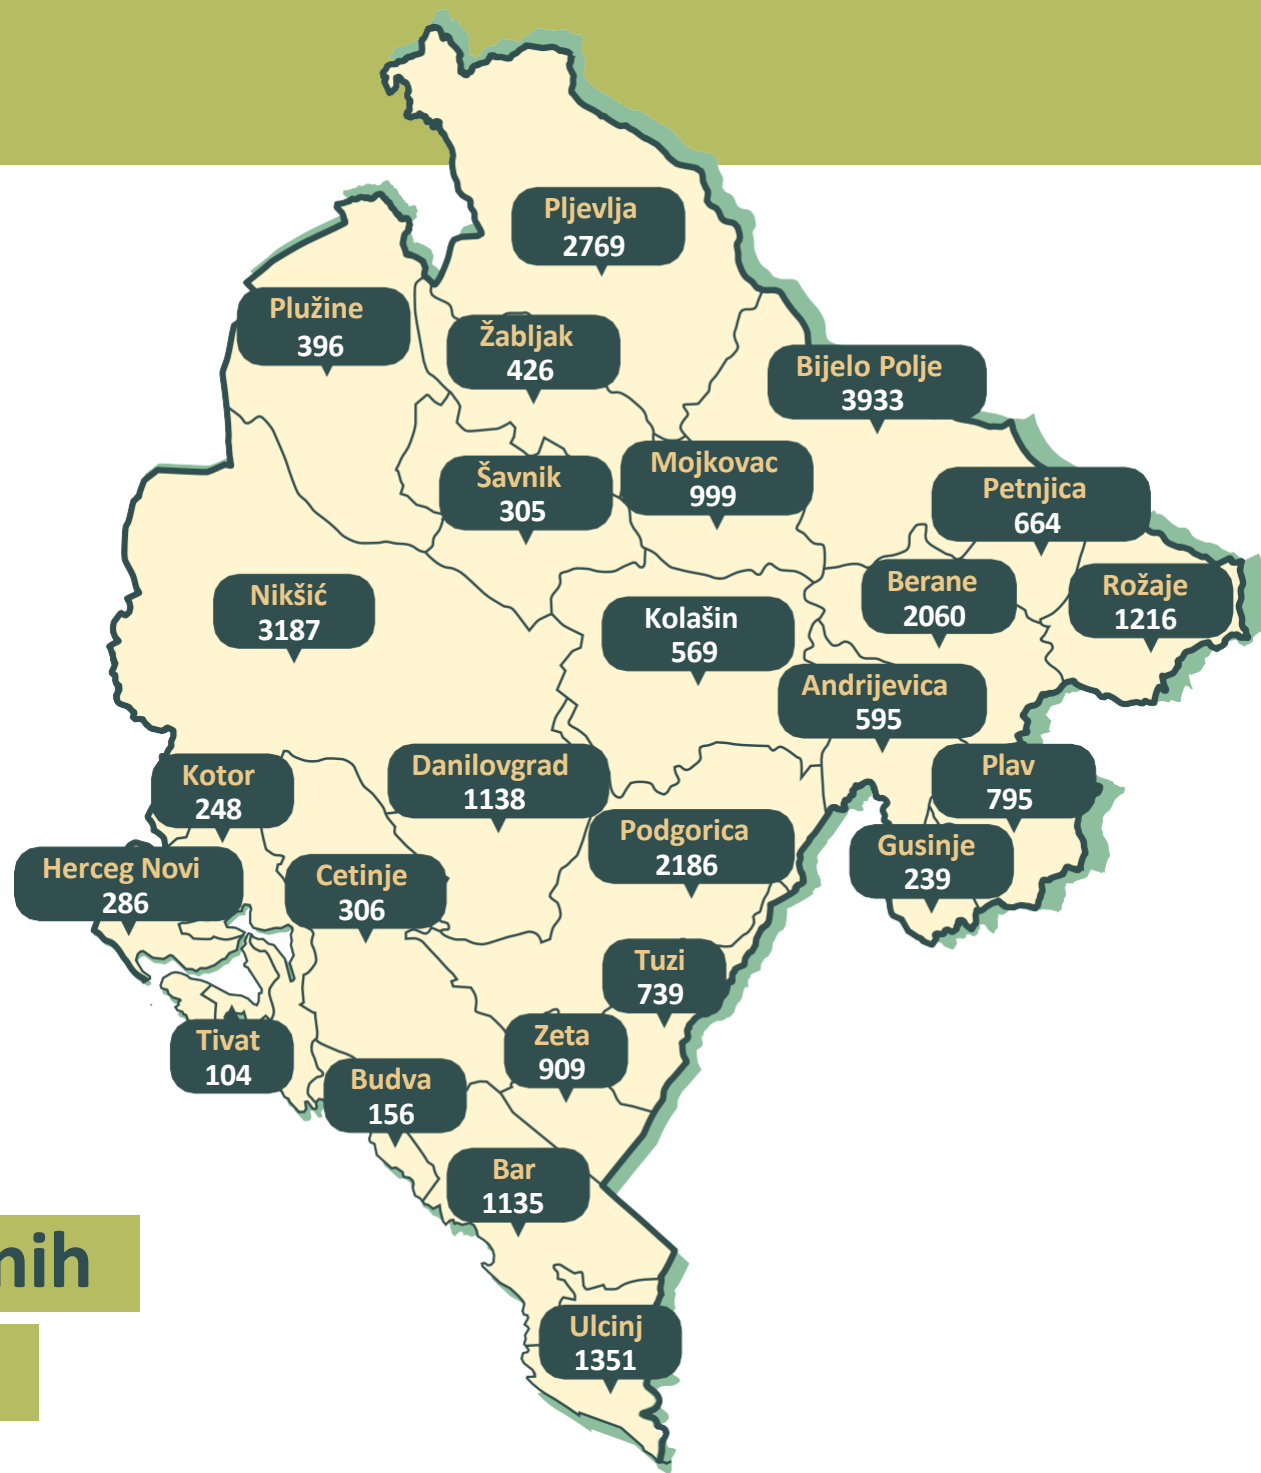 Pljevlja
2769
Plužine
396
Žabljak
426
Bijelo Polje
3933
Šavnik
305
Mojkovac
999
Petnjica
664
Nikšić
3187
Kolašin
569
Berane
2060
Rožaje
1216
Andrijevica
595
Kotor
248
Danilovgrad
1138
Plav
795
Podgorica
2186
Gusinje
239
Herceg Novi
286
Cetinje
306
Tuzi
739
Tivat
104
Zeta
909
Budva
156
Bar
1135
nih
Ulcinj
1351